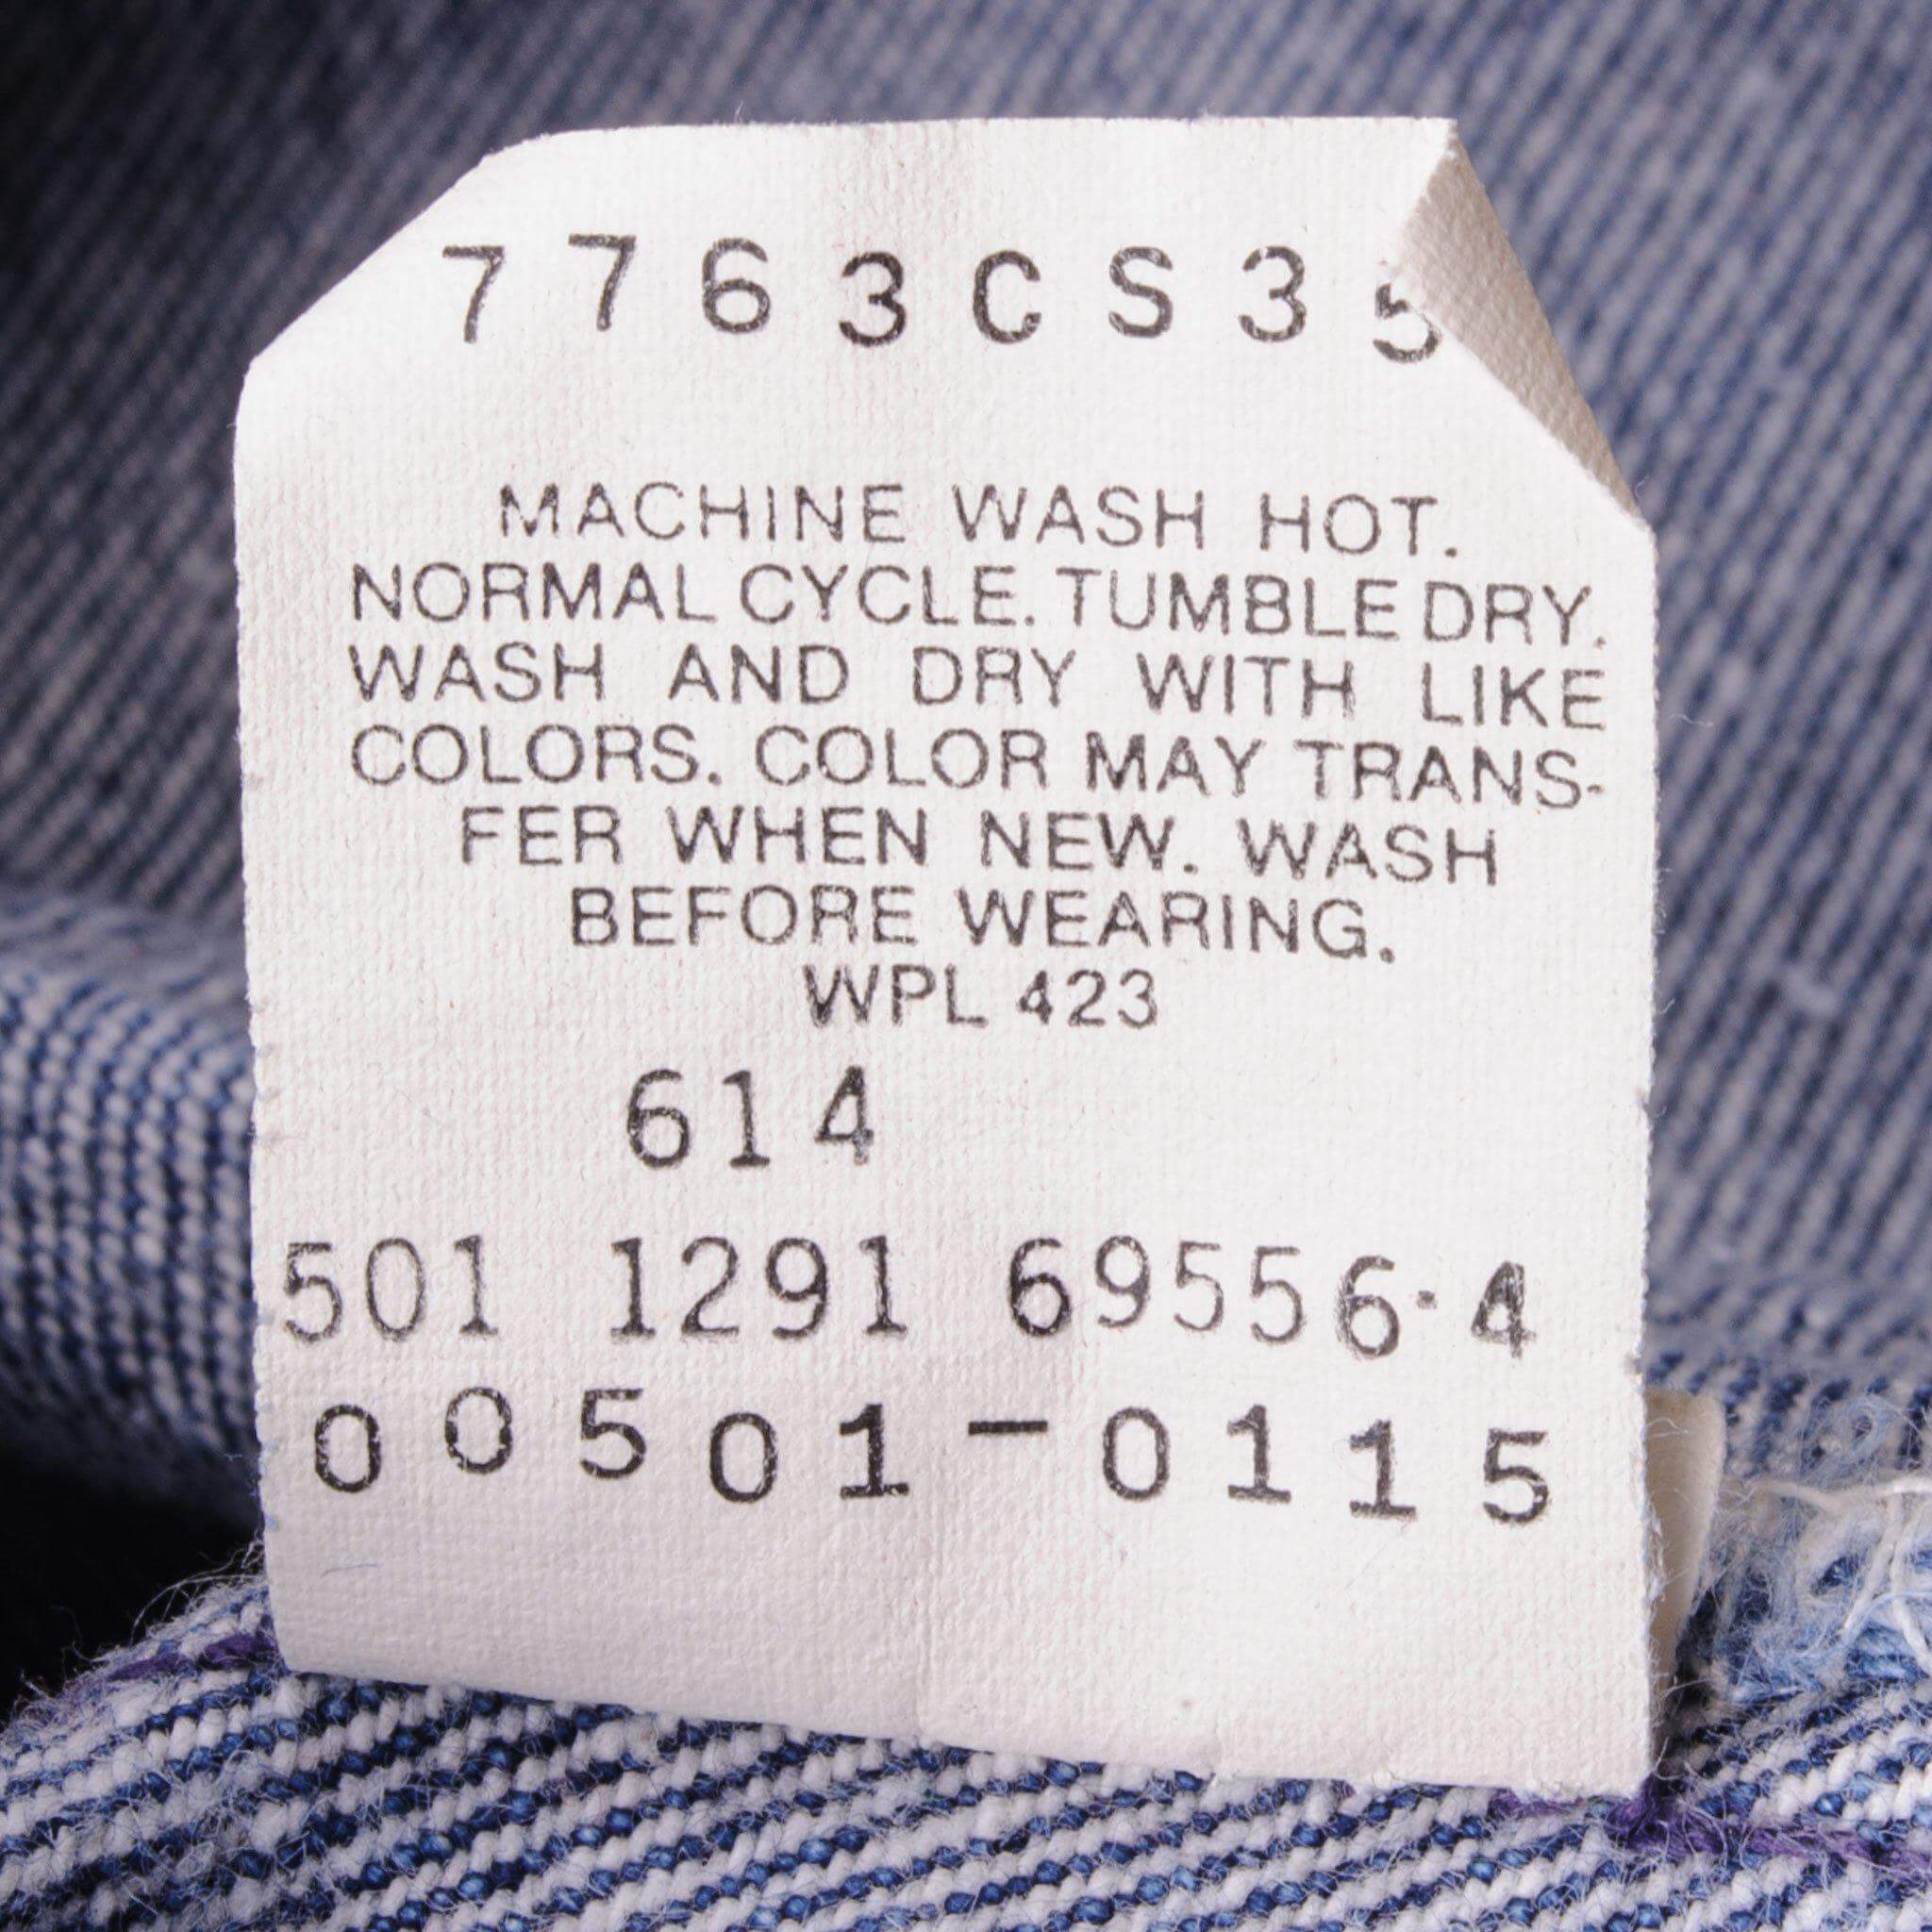 7763CS35
MACHINE WASH HOT.
NORMAL CYCLE. TUMBLE DRY.
WASH AND DRY WITH LIKE
COLORS. COLOR MAY TRANS-
FER WHEN NEW. WASH
BEFORE WEARING.
WPL 423
614
501 1291 69556·4
00501-0115